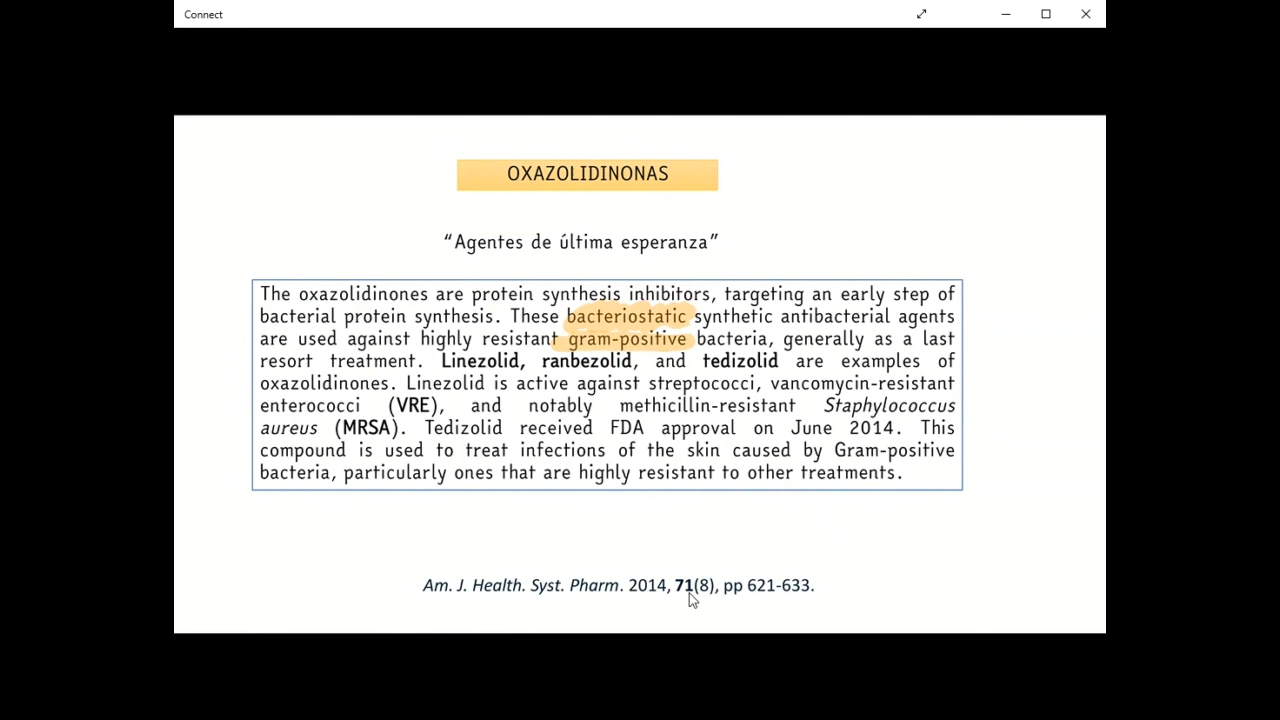 Connect
OXAZOLIDINONAS
“Agentes de última esperanza”
The oxazolidinones are protein synthesis inhibitors, targeting an early step of
bacterial protein synthesis. These bacteriostatic synthetic antibacterial agents
are used against highly resistant gram-positive bacteria, generally as a last
resort treatment. Linezolid, ranbezolid, and tedizolid are examples of
oxazolidinones. Linezolid is active against streptococci, vancomycin-resistant
enterococci (VRE), and notably methicillin-resistant Staphylococcus
aureus (MRSA). Tedizolid received FDA approval on June 2014. This
compound is used to treat infections of the skin caused by Gram-positive
bacteria, particularly ones that are highly resistant to other treatments.
Am. J. Health. Syst. Pharm. 2014, 71(8), pp 621-633.